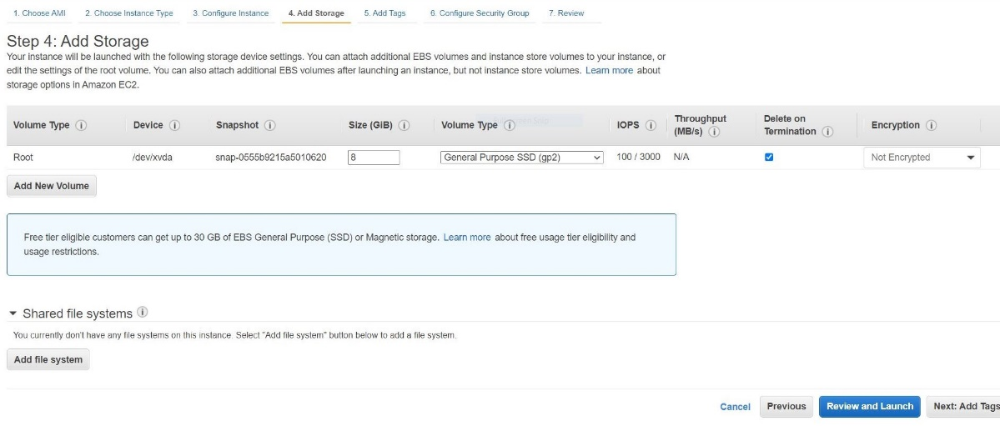 1. Choose AMI 2. Choose Instance Type 3. Configure Instance 4. Add Storage 5. Add Tags 6. Configure Security Group 7. Review
Step 4: Add Storage
Your instance will be launched with the following storage device settings. You can attach additional EBS volumes and instance store volumes to your instance, or
edit the settings of the root volume. You can also attach additional EBS volumes after launching an instance, but not instance store volumes. Learn more about
storage options in Amazon EC2.
Volume Type i Device i Snapshot i Size (GiB) i Volume Type i IOPS i Throughput (MB/s) i Delete on Termination i Encryption i
Root /dev/xvda snap-0555b9215a5010620 8 General Purpose SSD (gp2) 100 / 3000 N/A Not Encrypted
Add New Volume
Free tier eligible customers can get up to 30 GB of EBS General Purpose (SSD) or Magnetic storage. Learn more about free usage tier eligibility and
usage restrictions.
Shared file systems i
You currently don't have any file systems on this instance. Select "Add file system" button below to add a file system.
Add file system
Cancel Previous Review and Launch Next: Add Tags